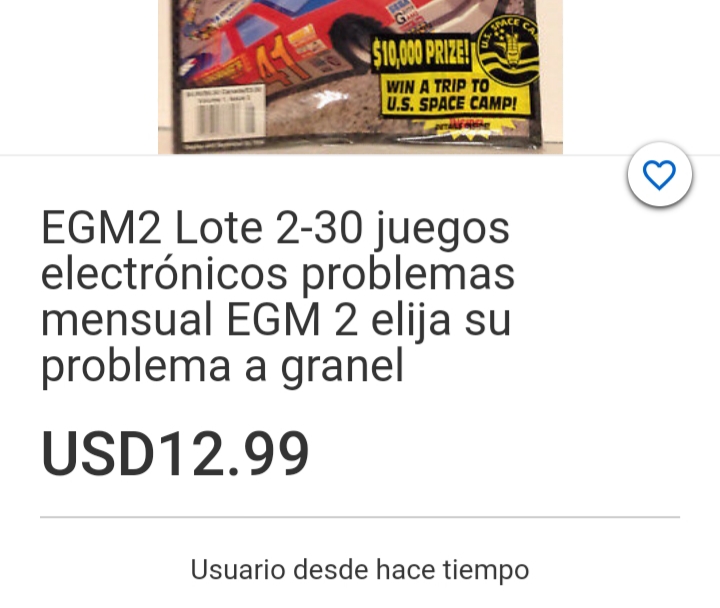 41
$10,000 PRIZE!
U.S. SPACE CA
WIN A TRIP TO
U.S. SPACE CAMP!
EGM2 Lote 2-30 juegos
electrónicos problemas
mensual EGM 2 elija su
problema a granel
USD12.99
Usuario desde hace tiempo